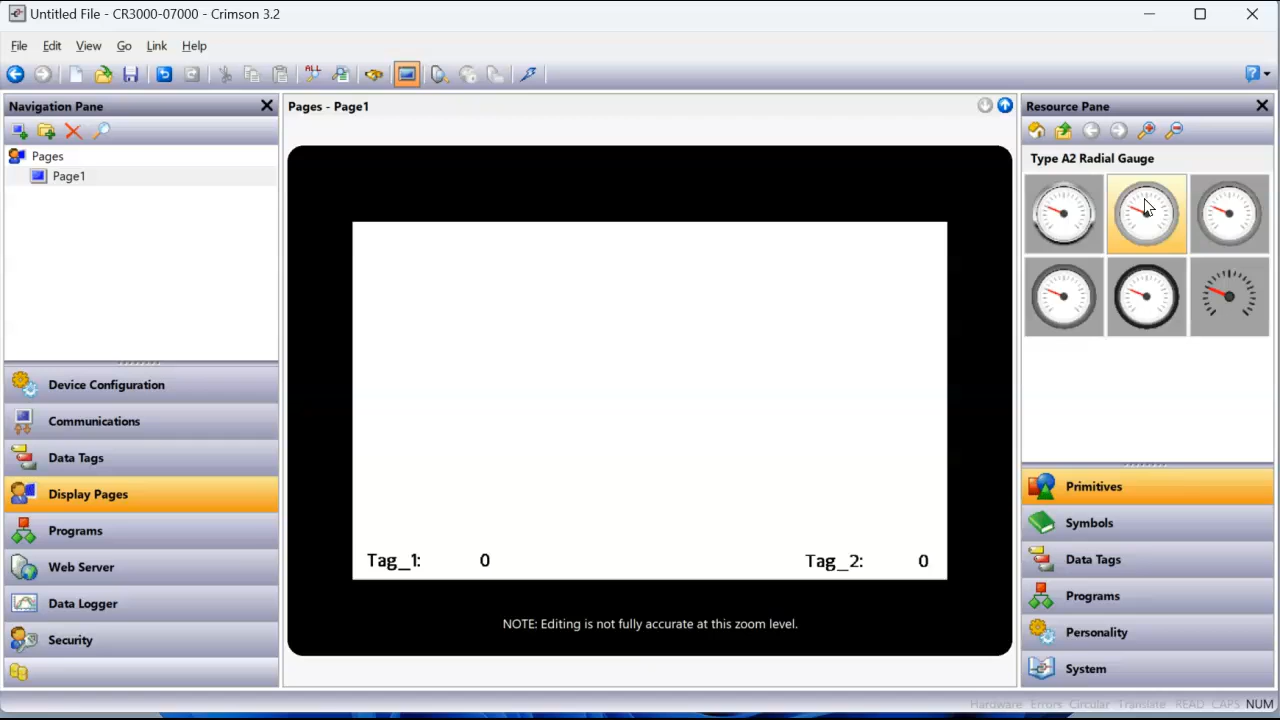 Untitled File - CR3000-07000 - Crimson 3.2
File Edit View Go Link Help
ALL
Navigation Pane
Pages
Page1
Device Configuration
Communications
Data Tags
Display Pages
Programs
Web Server
Data Logger
Security
Pages - Page1
Tag_1: 0 Tag_2: 0
NOTE: Editing is not fully accurate at this zoom level.
Resource Pane
Type A2 Radial Gauge
Primitives
Symbols
Data Tags
Programs
Personality
System
Hardware Errors Circular Translate READ CAPS NUM